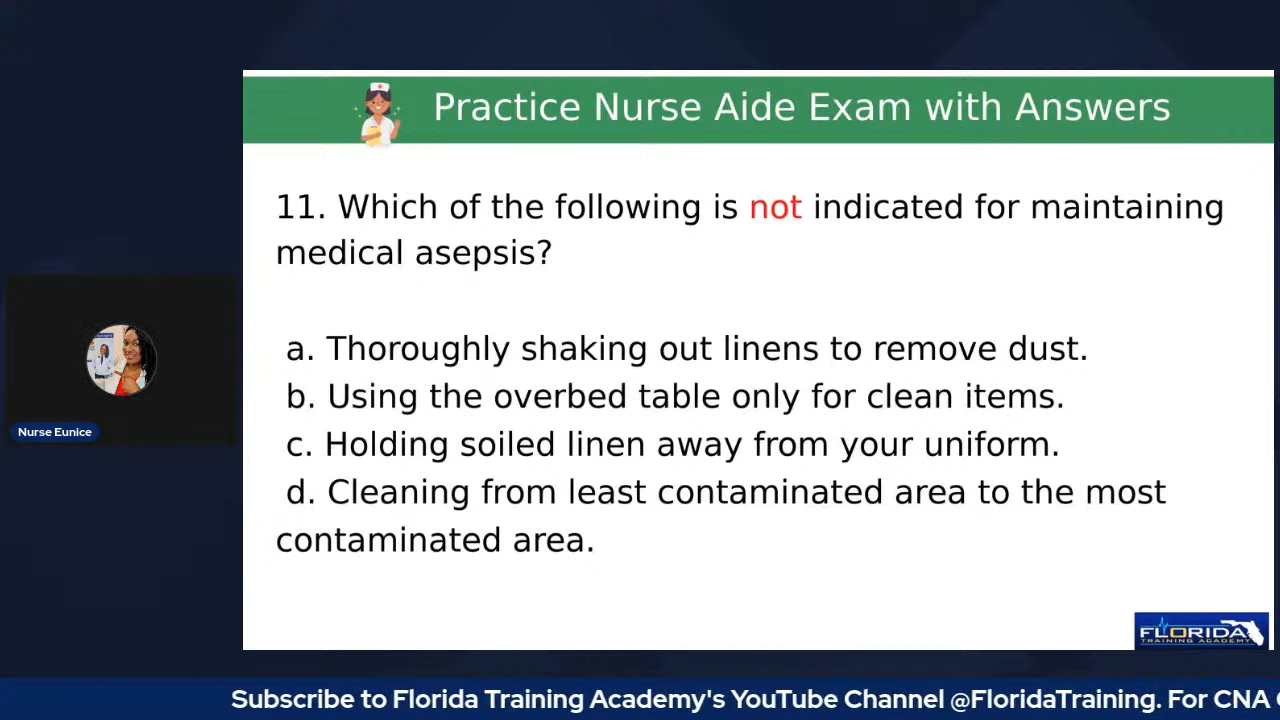 Practice Nurse Aide Exam with Answers
11. Which of the following is not indicated for maintaining
medical asepsis?
a. Thoroughly shaking out linens to remove dust.
b. Using the overbed table only for clean items.
c. Holding soiled linen away from your uniform.
d. Cleaning from least contaminated area to the most
contaminated area.
Nurse Eunice
FLORIDA
TRAINING ACADEMY
Subscribe to Florida Training Academy's YouTube Channel @FloridaTraining. For CNA